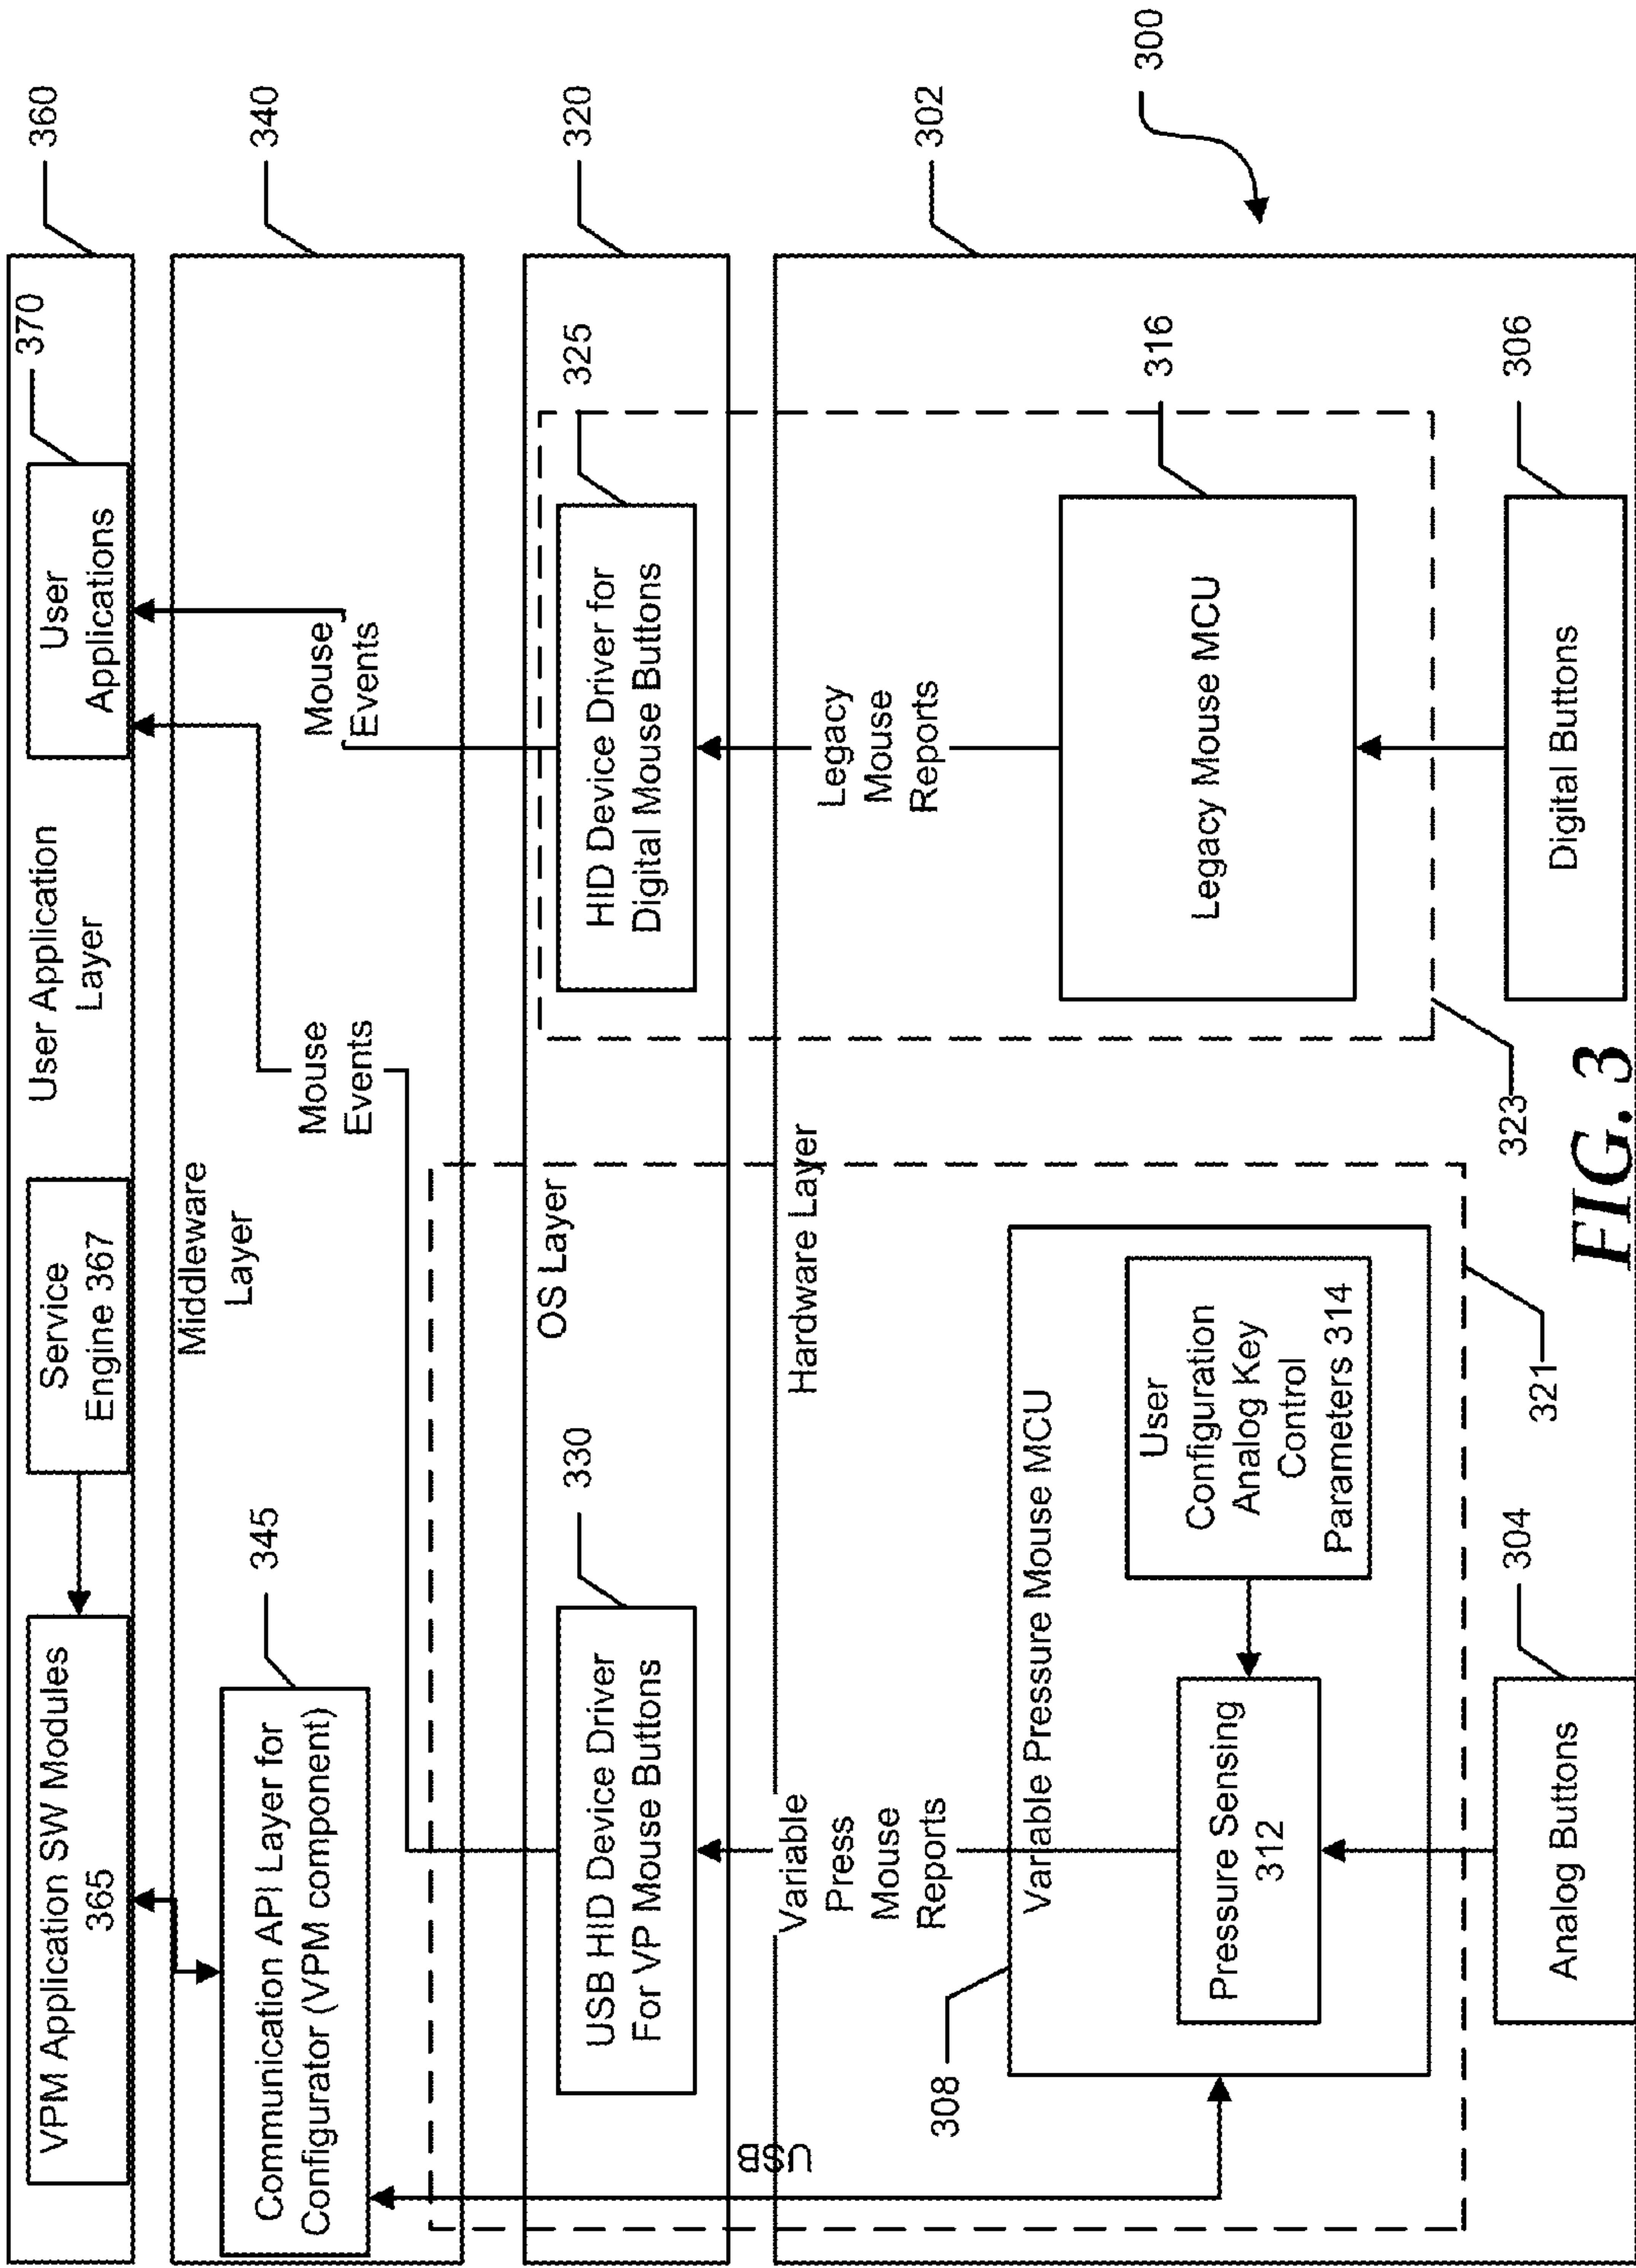 VPM Application SW Modules
365
Service
Engine 367
User Application
Layer
User
Applications
370
360
Middleware
Layer
Communication API Layer for
Configurator (VPM component)
345
Mouse
Events
Mouse
Events
340
OS Layer
USB HID Device Driver
For VP Mouse Buttons
330
HID Device Driver for
Digital Mouse Buttons
325
320
USB
Hardware Layer
Variable
Press
Mouse
Reports
Legacy
Mouse
Reports
302
308
Variable Pressure Mouse MCU
Pressure Sensing
312
User
Configuration
Analog Key
Control
Parameters 314
Legacy Mouse MCU
316
300
Analog Buttons
304
321
323
Digital Buttons
306
FIG. 3